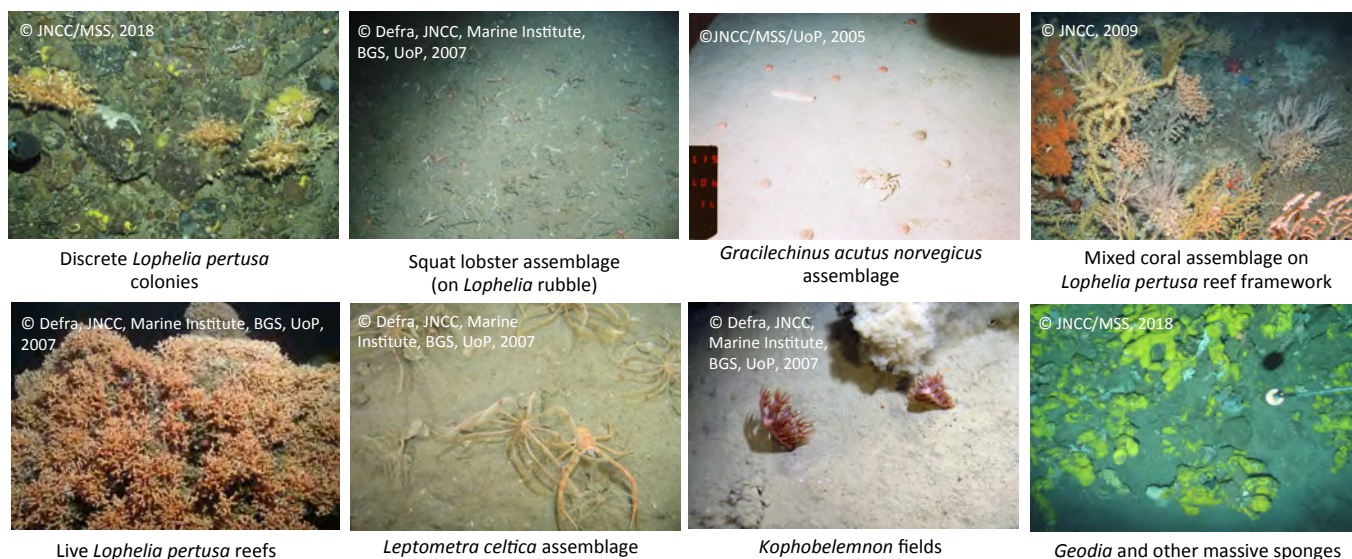 © JNCC/MSS, 2018
© Defra, JNCC, Marine Institute,
BGS, UoP, 2007
©JNCC/MSS/UoP, 2005
© JNCC, 2009
Discrete Lophelia pertusa
colonies
Squat lobster assemblage
(on Lophelia rubble)
Gracilechinus acutus norvegicus
assemblage
Mixed coral assemblage on
Lophelia pertusa reef framework
© Defra, JNCC, Marine Institute, BGS, UoP,
2007
© Defra, JNCC, Marine
Institute, BGS, UoP, 2007
© Defra, JNCC,
Marine Institute,
BGS, UoP, 2007
© JNCC/MSS, 2018
Live Lophelia pertusa reefs
Leptometra celtica assemblage
Kophobelemnon fields
Geodia and other massive sponges